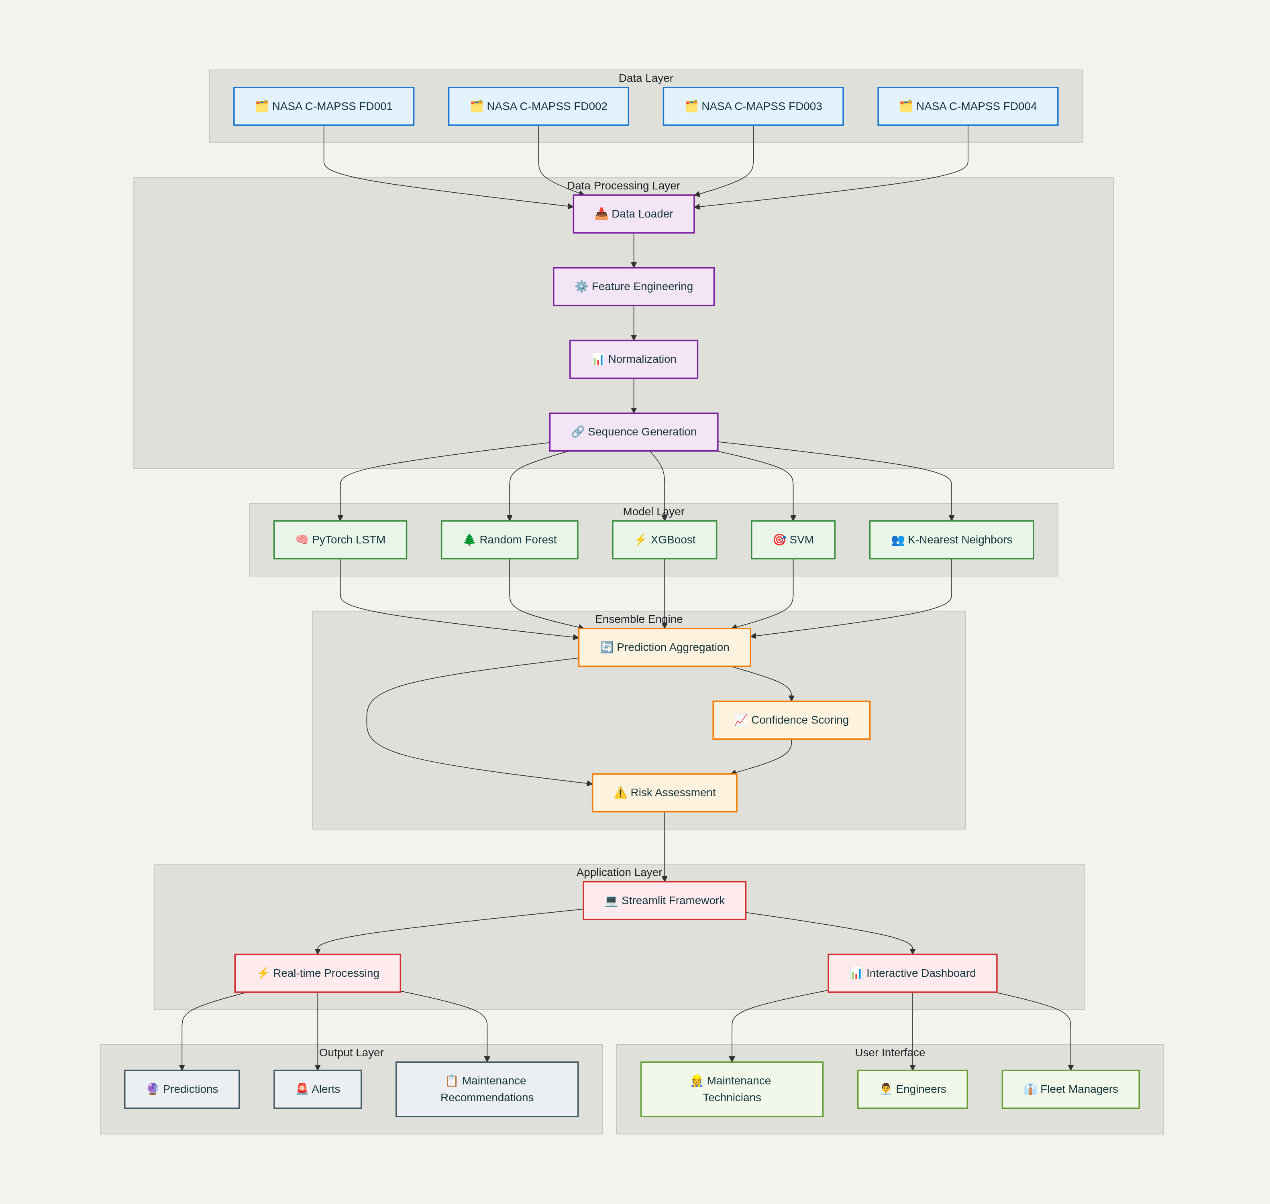 Data Layer
🗂️ NASA C-MAPSS FD001
🗂️ NASA C-MAPSS FD002
🗂️ NASA C-MAPSS FD003
🗂️ NASA C-MAPSS FD004
Data Processing Layer
📥 Data Loader
⚙️ Feature Engineering
📊 Normalization
🔗 Sequence Generation
Model Layer
🧠 PyTorch LSTM
🌲 Random Forest
⚡ XGBoost
🎯 SVM
👥 K-Nearest Neighbors
Ensemble Engine
🔄 Prediction Aggregation
📈 Confidence Scoring
⚠️ Risk Assessment
Application Layer
💻 Streamlit Framework
⚡ Real-time Processing
📊 Interactive Dashboard
Output Layer
🔮 Predictions
🚨 Alerts
📋 Maintenance
Recommendations
User Interface
👷 Maintenance
Technicians
👨‍💼 Engineers
👔 Fleet Managers